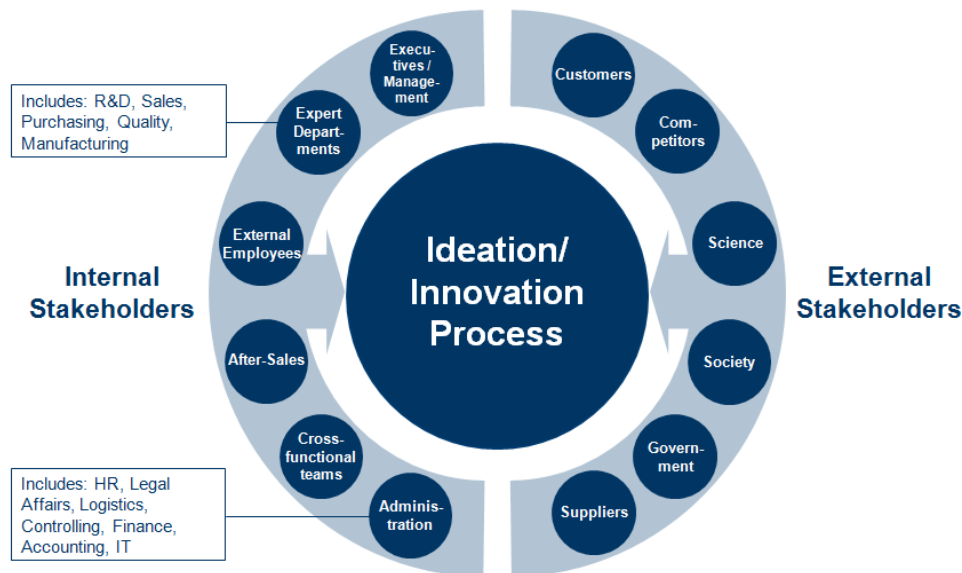 Execu-
tives /
Manage-
ment
Customers
Includes: R&D, Sales,
Purchasing, Quality,
Manufacturing
Expert
Depart-
ments
Com-
petitors
External
Employees
Science
Internal
Stakeholders
Ideation/
Innovation
Process
External
Stakeholders
After-Sales
Society
Cross-
functional
teams
Govern-
ment
Includes: HR, Legal
Affairs, Logistics,
Controlling, Finance,
Accounting, IT
Adminis-
tration
Suppliers